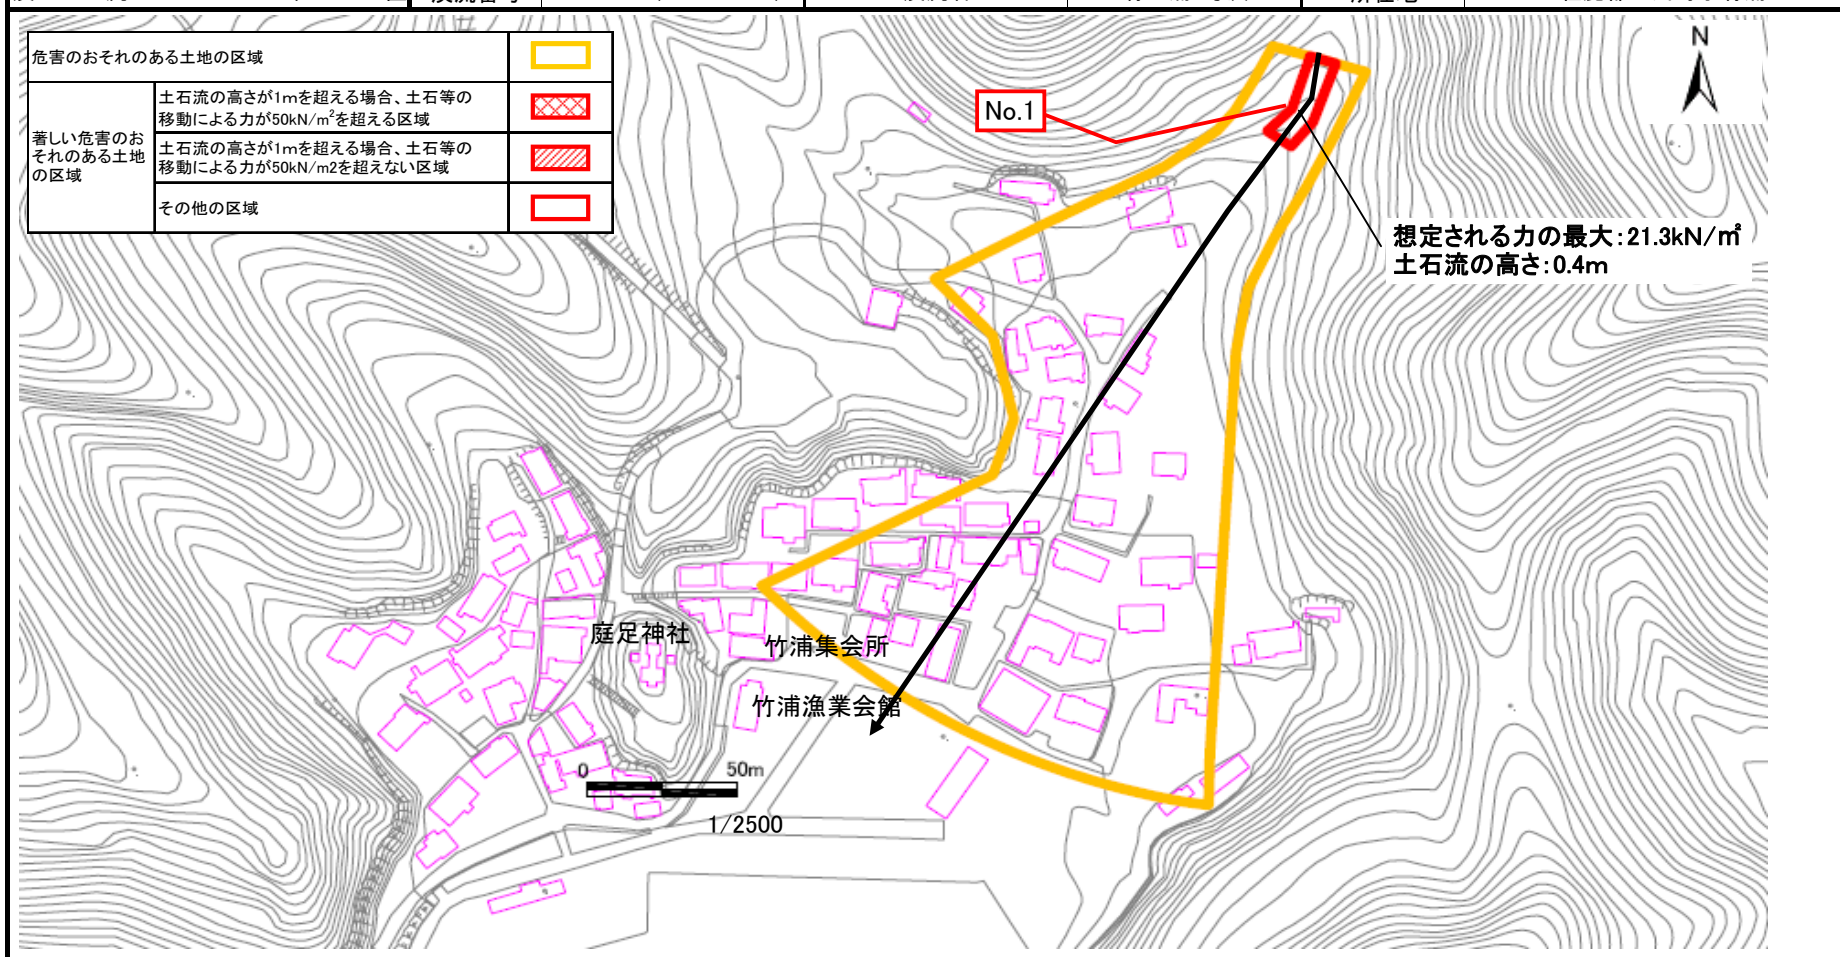 危害のおそれのある土地の区域
著しい危害のお
それのある土地
の区域
土石流の高さが1mを超える場合、土石等の
移動による力が50kN/m²を超える区域
土石流の高さが1mを超える場合、土石等の
移動による力が50kN/m2を超えない区域
その他の区域
No.1
N
想定される力の最大:21.3kN/㎡
土石流の高さ:0.4m
庭足神社
竹浦集会所
竹浦漁業会館
0
50m
1/2500